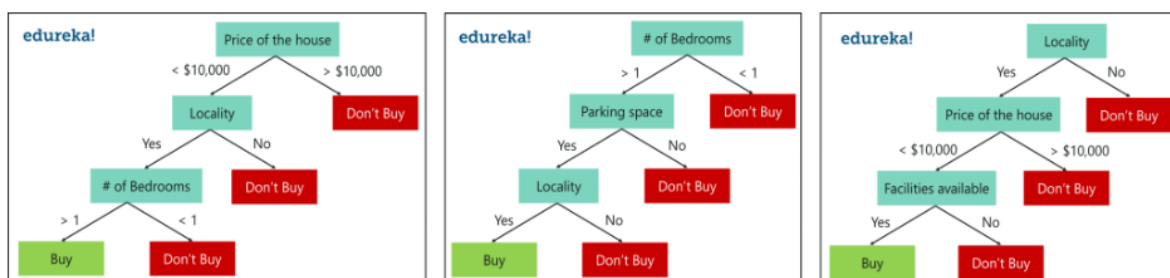 edureka!
Price of the house
< $10,000
> $10,000
Locality
Don't Buy
Yes
No
# of Bedrooms
Don't Buy
> 1
< 1
Buy
Don't Buy
edureka!
# of Bedrooms
> 1
< 1
Parking space
Don't Buy
Yes
No
Locality
Don't Buy
Yes
No
Buy
Don't Buy
edureka!
Locality
Yes
No
Price of the house
Don't Buy
< $10,000
> $10,000
Facilities available
Don't Buy
Yes
No
Buy
Don't Buy